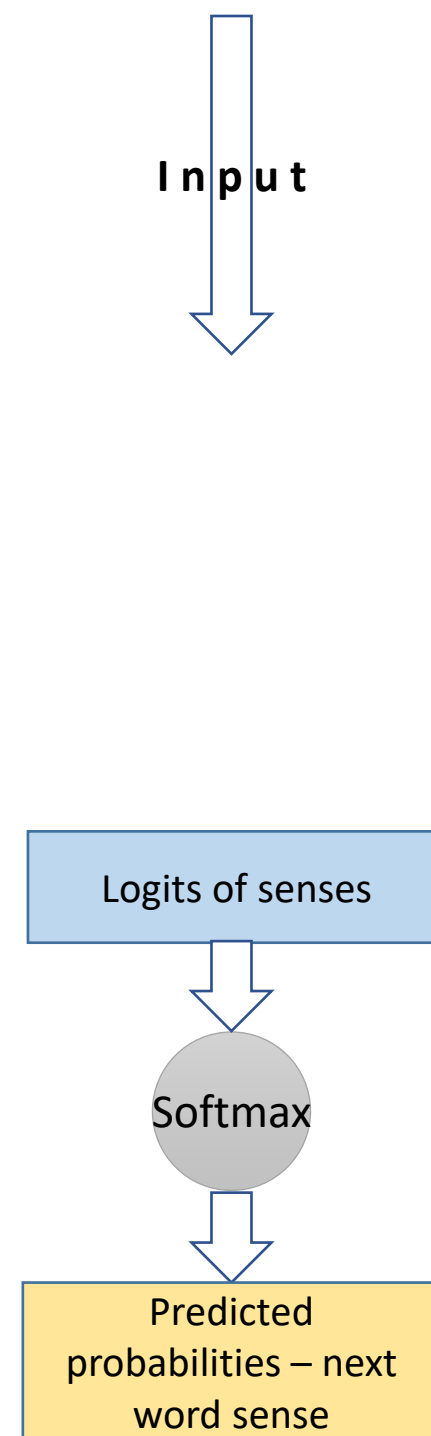 Input
Logits of senses
Softmax
Predicted
probabilities – next
word sense